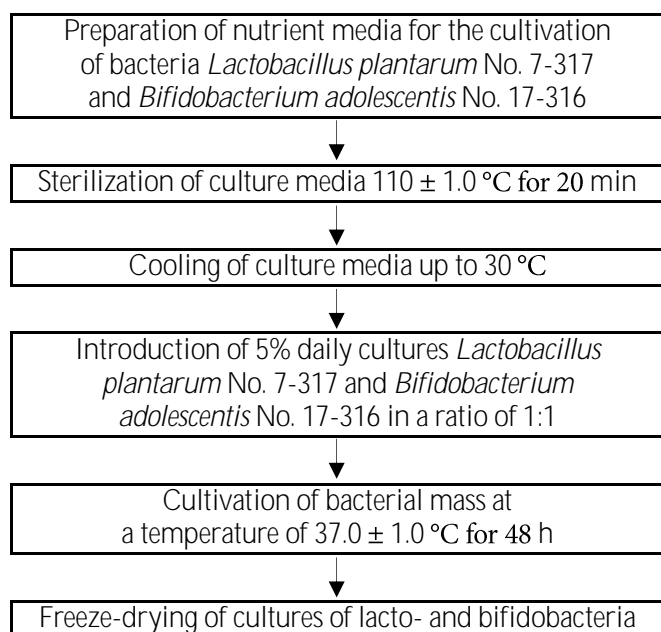 Preparation of nutrient media for the cultivation
of bacteria Lactobacillus plantarum No. 7-317
and Bifidobacterium adolescentis No. 17-316
Sterilization of culture media 110 ± 1.0 °C for 20 min
Cooling of culture media up to 30 °C
Introduction of 5% daily cultures Lactobacillus
plantarum No. 7-317 and Bifidobacterium
adolescentis No. 17-316 in a ratio of 1:1
Cultivation of bacterial mass at
a temperature of 37.0 ± 1.0 °C for 48 h
Freeze-drying of cultures of lacto- and bifidobacteria